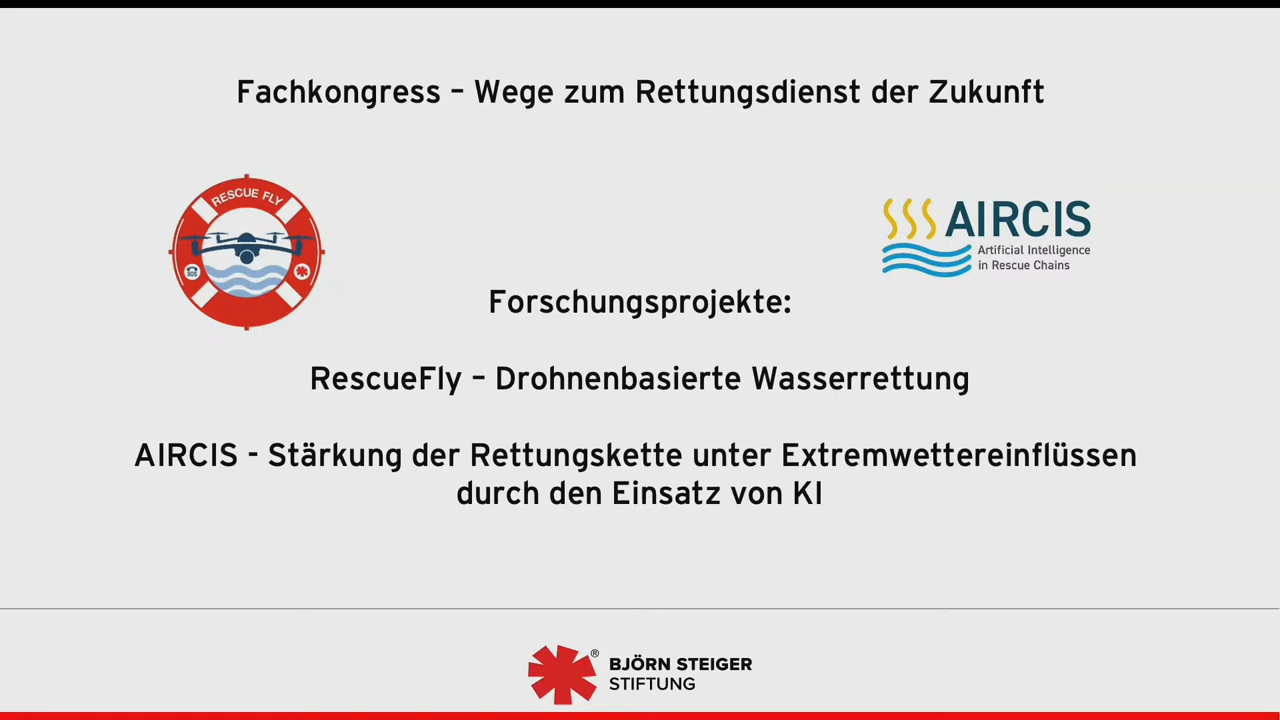 Fachkongress – Wege zum Rettungsdienst der Zukunft
RESCUE FLY
SOS
AIRCIS
Artificial Intelligence
in Rescue Chains
Forschungsprojekte:
RescueFly – Drohnenbasierte Wasserrettung
AIRCIS - Stärkung der Rettungskette unter Extremwettereinflüssen
durch den Einsatz von KI
®
BJÖRN STEIGER
STIFTUNG